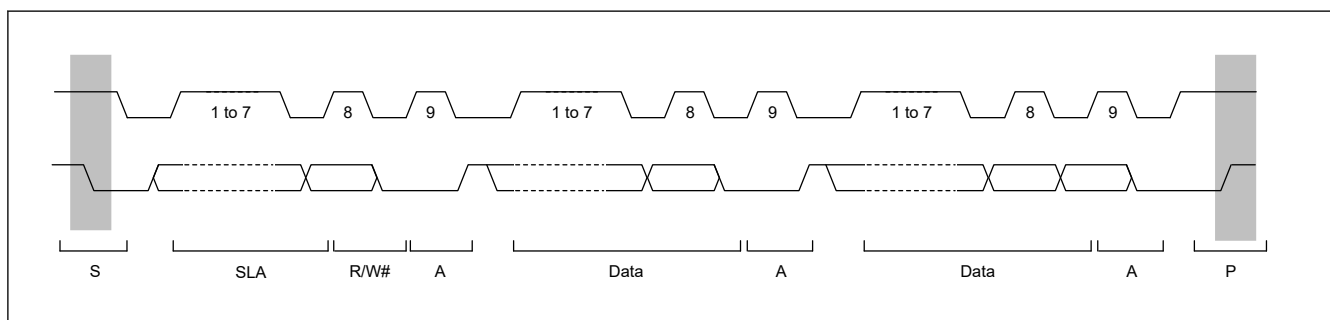 1 to 7 8 9 1 to 7 8 9 1 to 7 8 9
S SLA R/W# A Data A Data A P